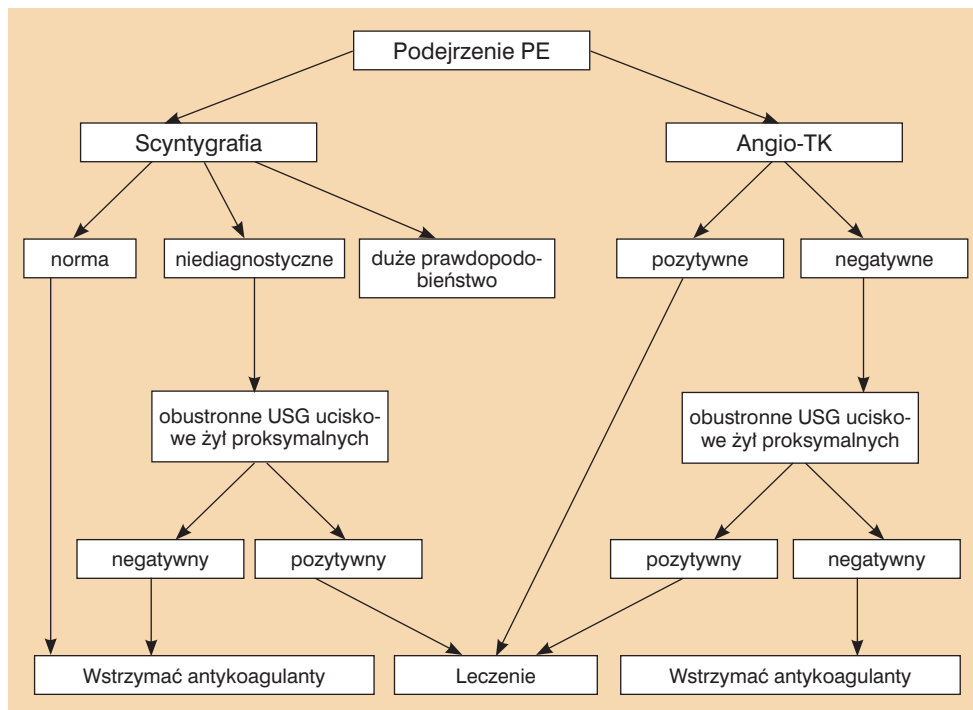 Podejrzenie PE
Scyntygrafia
Angio-TK
norma
niediagnostyczne
duże prawdopodo-
bieństwo
pozytywne
negatywne
obustronne USG ucisko-
we żył proksymalnych
obustronne USG ucisko-
we żył proksymalnych
negatywny
pozytywny
pozytywny
negatywny
Wstrzymać antykoagulanty
Leczenie
Wstrzymać antykoagulanty